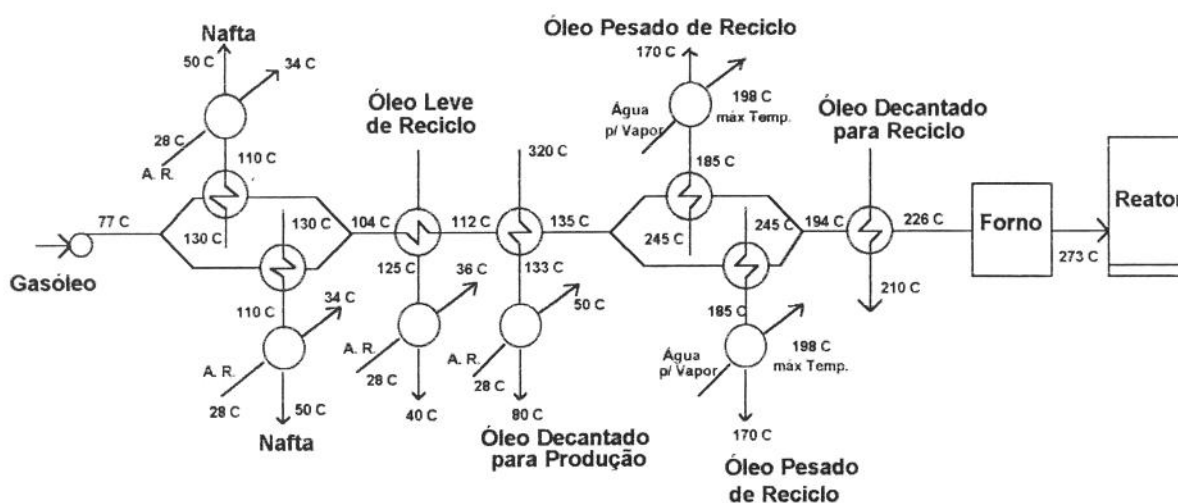 Nafta
50 C
34 C
28 C
A. R.
110 C
77 C
130 C
130 C
Gasóleo
110 C
34 C
A. R.
28 C
50 C
Nafta
104 C
Óleo Leve
de Reciclo
125 C
36 C
A. R.
28 C
40 C
112 C
320 C
133 C
50 C
A. R.
28 C
80 C
Óleo Decantado
para Produção
135 C
Óleo Pesado de Reciclo
170 C
198 C
máx Temp.
Água
p/ Vapor
185 C
245 C
245 C
185 C
198 C
máx Temp.
Água
p/ Vapor
170 C
Óleo Pesado
de Reciclo
194 C
Óleo Decantado
para Reciclo
226 C
210 C
Forno
273 C
Reator